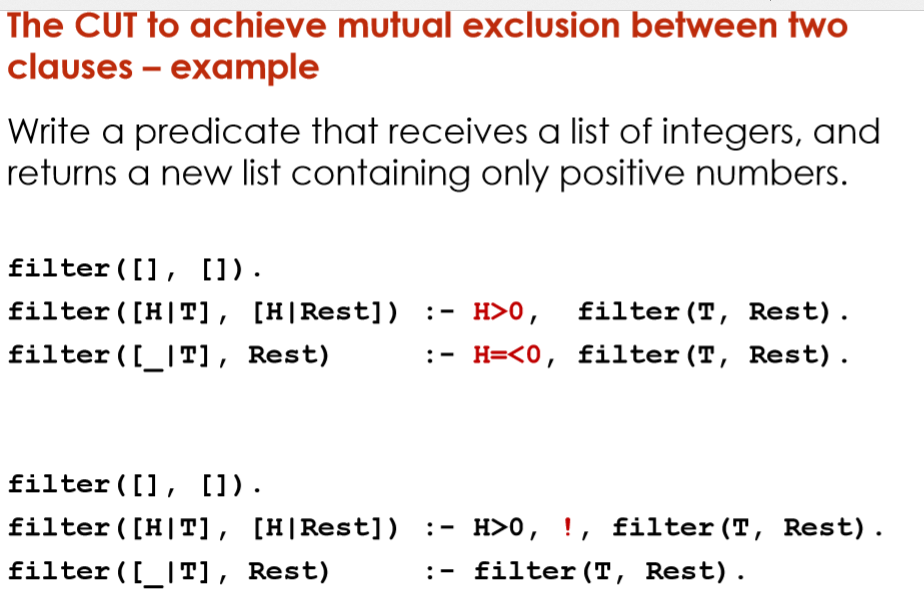 The CUT to achieve mutual exclusion between two
clauses – example
Write a predicate that receives a list of integers, and
returns a new list containing only positive numbers.
filter([], []).
filter([H|T], [H|Rest]) :- H>0, filter(T, Rest).
filter([_|T], Rest) :- H=<0, filter(T, Rest).
filter([], []).
filter([H|T], [H|Rest]) :- H>0, !, filter(T, Rest).
filter([_|T], Rest) :- filter(T, Rest).